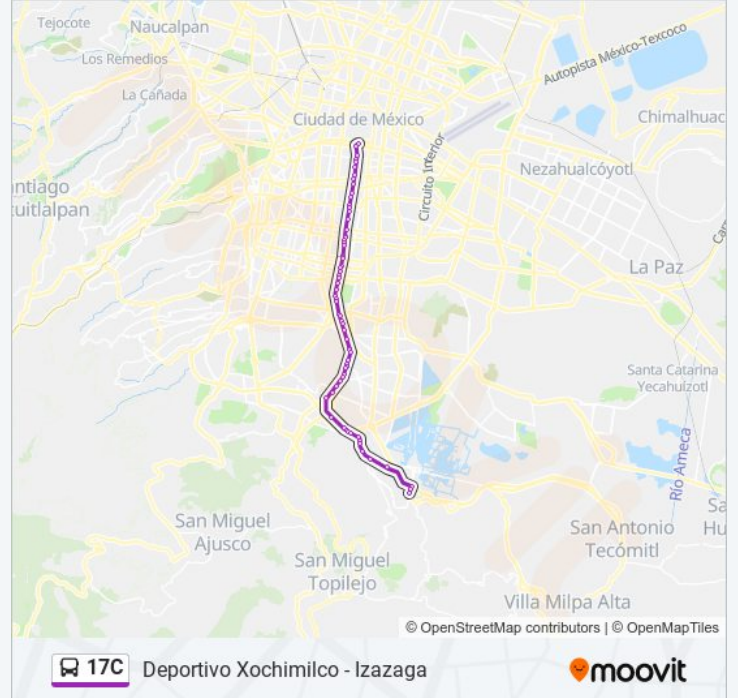 Tejocote
Naucalpan
Los Remedios
Autopista México-Texcoco
La Cañada
Chimalhuac
Ciudad de México
Circuito Interior
Nezahualcóyotl
ntiago
cuitlalpan
La Paz
Santa Catarina
Yecahuizotl
Río Ameca
San Miguel
Ajusco
San Antonio
Tecómitl
San Miguel
Topilejo
Villa Milpa Alta
© OpenStreetMap contributors | © OpenMapTiles
17C Deportivo Xochimilco - Izazaga
moovit